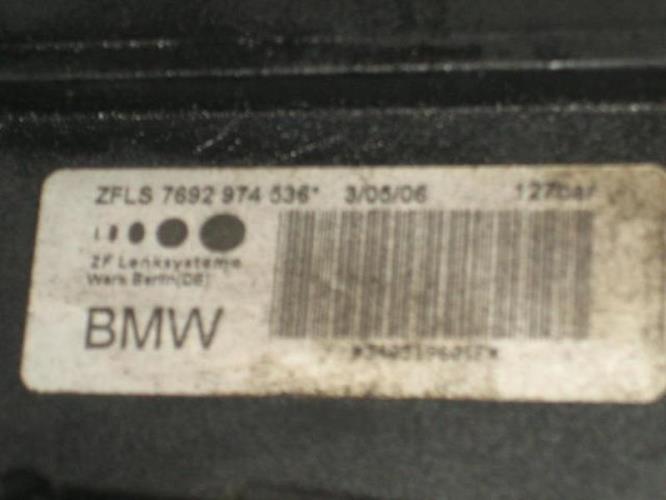 ZFLS 7692 974 536* 3/05/06 127bar
ZF Lenksysteme
Werk Berlin(DE)
BMW